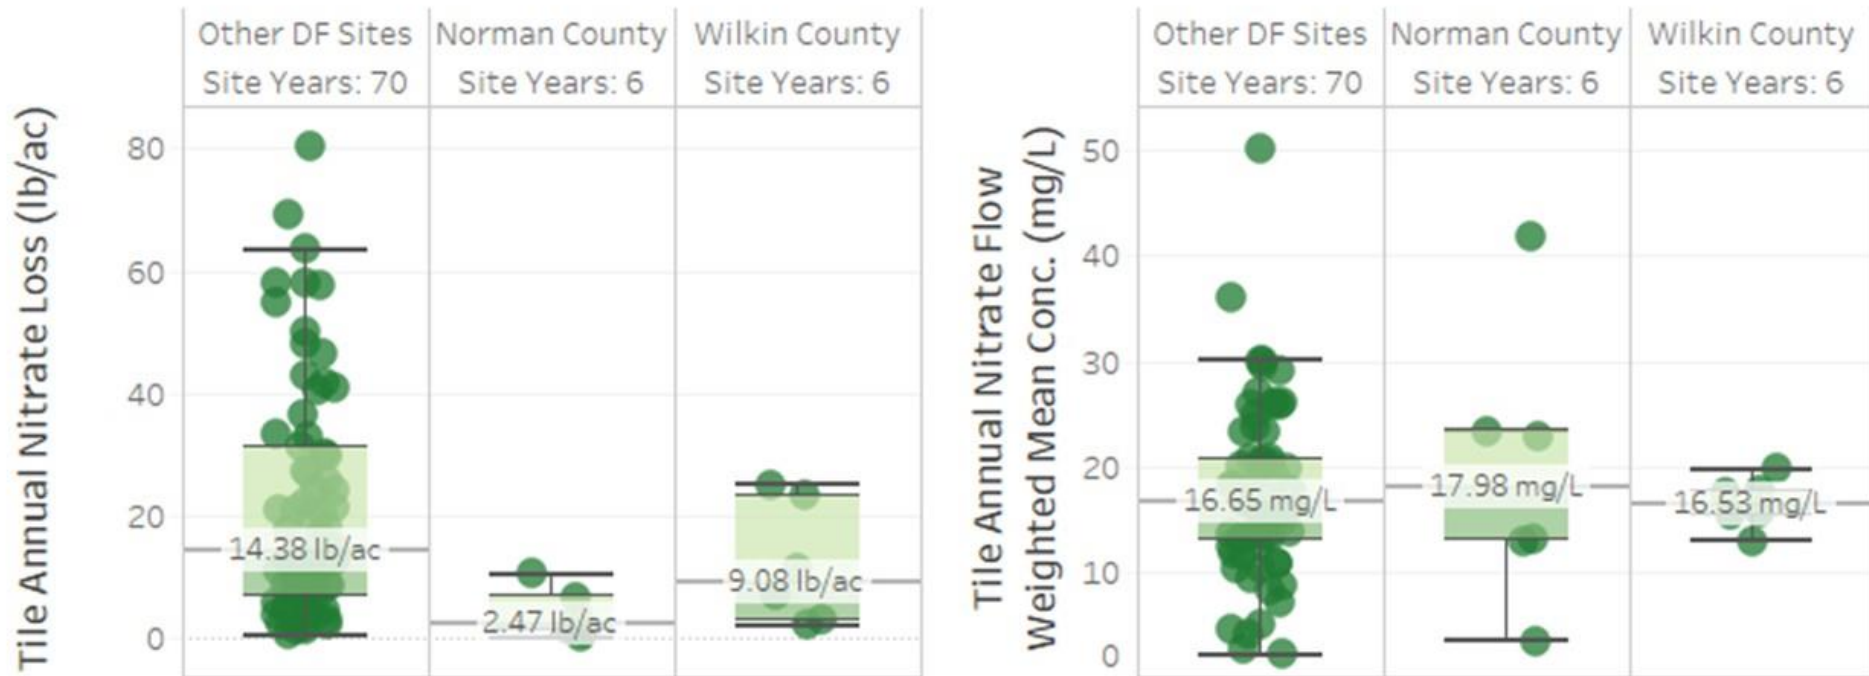 Other DF Sites
Site Years: 70
Norman County
Site Years: 6
Wilkin County
Site Years: 6
Tile Annual Nitrate Loss (lb/ac)
80
60
40
20
0
14.38 lb/ac
2.47 lb/ac
9.08 lb/ac
Other DF Sites
Site Years: 70
Norman County
Site Years: 6
Wilkin County
Site Years: 6
Tile Annual Nitrate Flow
Weighted Mean Conc. (mg/L)
50
40
30
20
10
0
16.65 mg/L
17.98 mg/L
16.53 mg/L